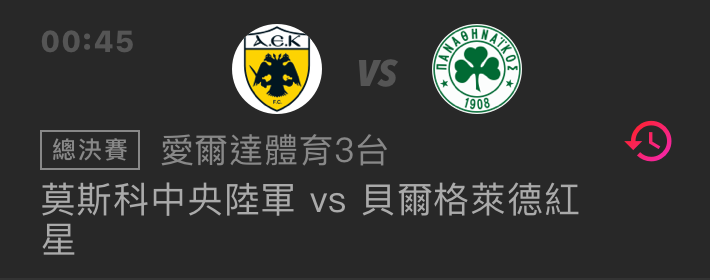 00:45
Α.Ε.Κ
F.C.
VS
ΠΑΝΑΘΗΝΑΪΚΟΣ
1908
總決賽
愛爾達體育3台
莫斯科中央陸軍 vs 貝爾格萊德紅
星